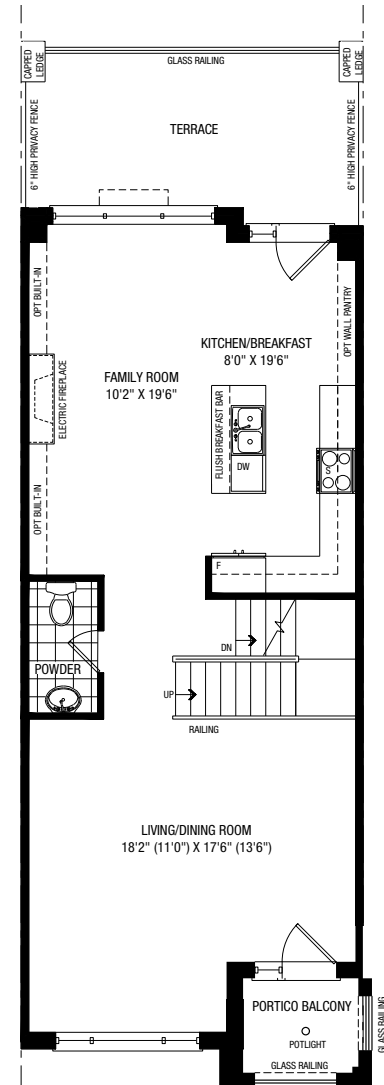 CAPPED
LEDGE
GLASS RAILING
CAPPED
LEDGE
6" HIGH PRIVACY FENCE
TERRACE
6" HIGH PRIVACY FENCE
OPT BUILT-IN
OPT WALL PANTRY
KITCHEN/BREAKFAST
8'0" X 19'6"
FAMILY ROOM
10'2" X 19'6"
ELECTRIC FIREPLACE
FLUSH BREAKFAST BAR
DW
S
OPT BUILT-IN
F
POWDER
DN
UP
RAILING
LIVING/DINING ROOM
18'2" (11'0") X 17'6" (13'6")
PORTICO BALCONY
POTLIGHT
GLASS RAILING
GLASS RAILING